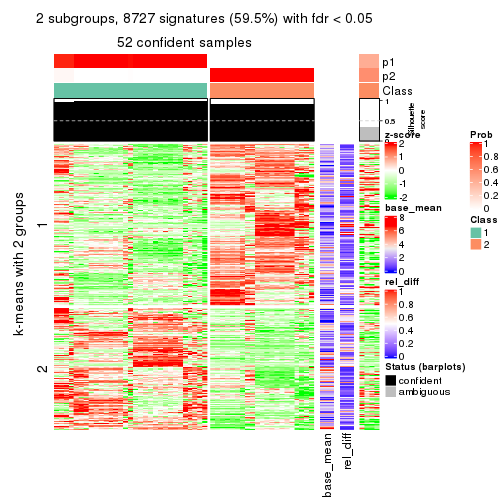 2 subgroups, 8727 signatures (59.5%) with fdr < 0.05
52 confident samples
p1
p2
Class
1
0.5
0
Silhouette
score
k-means with 2 groups
1
2
base_mean
rel_diff
z-score
2
1
0
-1
-2
base_mean
8
6
4
2
0
rel_diff
1
0.8
0.6
0.4
0.2
0
Status (barplots)
confident
ambiguous
Prob
1
0.8
0.6
0.4
0.2
0
Class
1
2